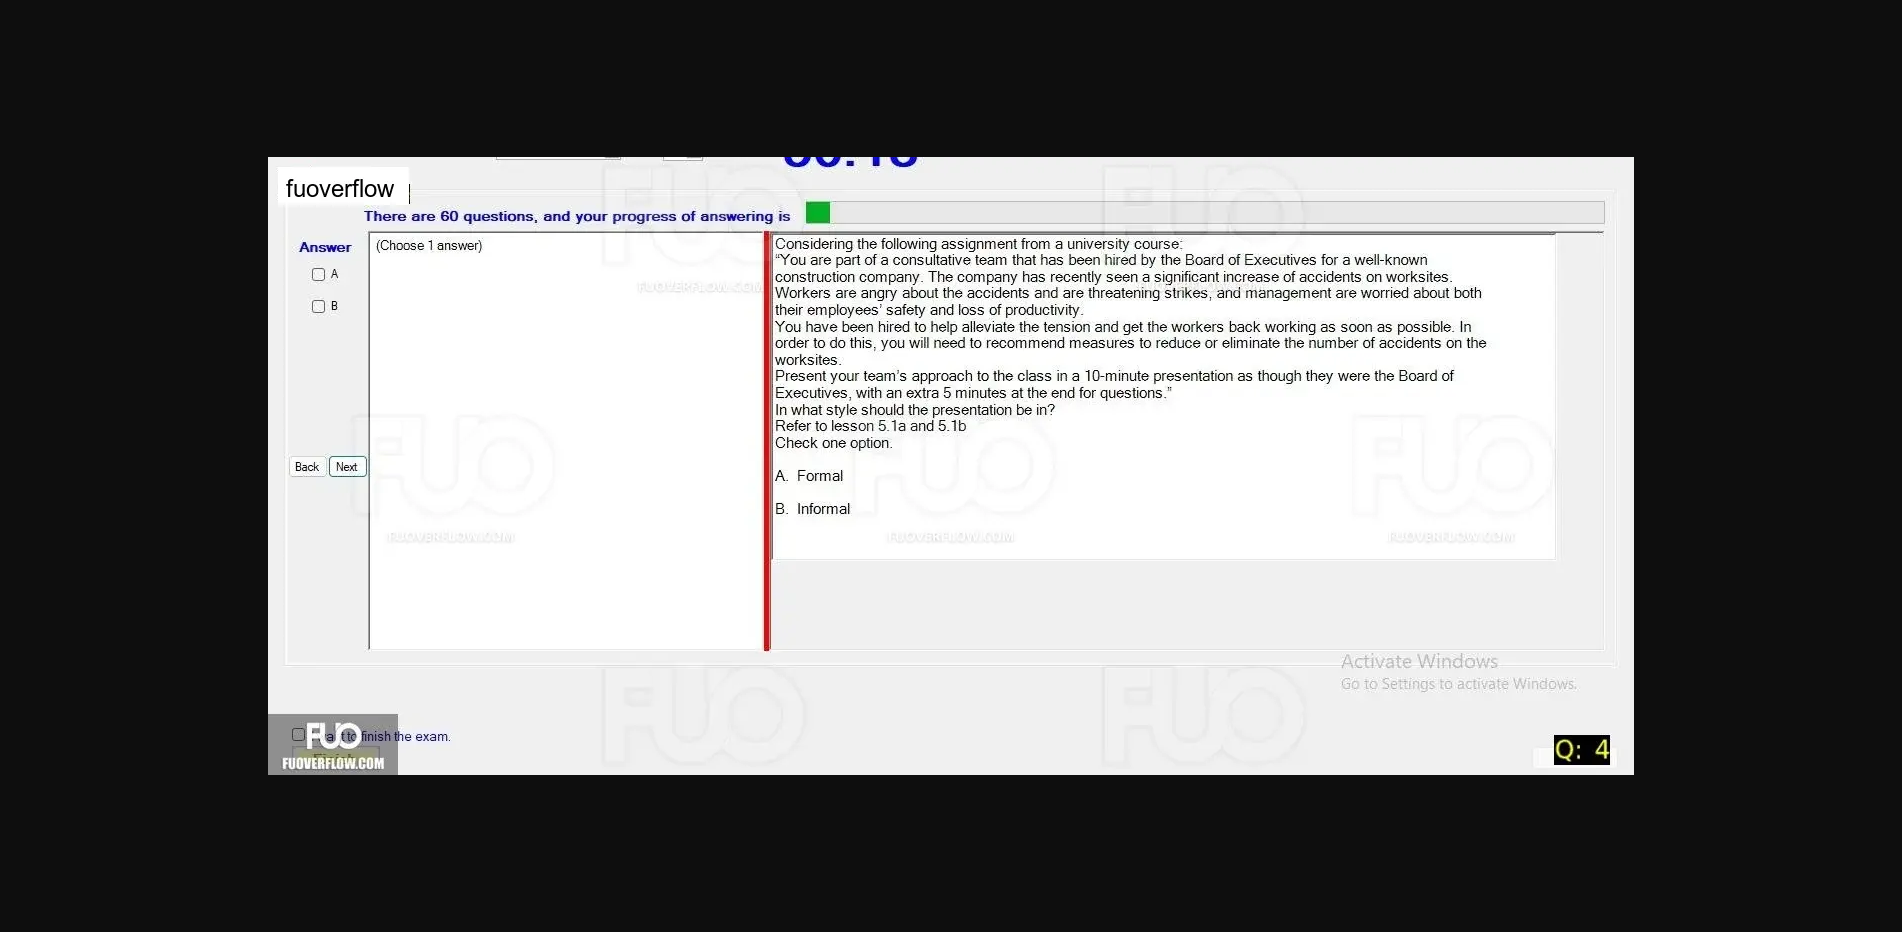 fuoverflow
There are 60 questions, and your progress of answering is
Answer
(Choose 1 answer)
A
B
Back Next
Considering the following assignment from a university course:
“You are part of a consultative team that has been hired by the Board of Executives for a well-known
construction company. The company has recently seen a significant increase of accidents on worksites.
Workers are angry about the accidents and are threatening strikes, and management are worried about both
their employees’ safety and loss of productivity.
You have been hired to help alleviate the tension and get the workers back working as soon as possible. In
order to do this, you will need to recommend measures to reduce or eliminate the number of accidents on the
worksites.
Present your team’s approach to the class in a 10-minute presentation as though they were the Board of
Executives, with an extra 5 minutes at the end for questions.”
In what style should the presentation be in?
Refer to lesson 5.1a and 5.1b
Check one option.
A. Formal
B. Informal
FUO
FUOVERFLOW.COM
Activate Windows
Go to Settings to activate Windows.
finish the exam.
FUO
FUOVERFLOW.COM
Q: 4